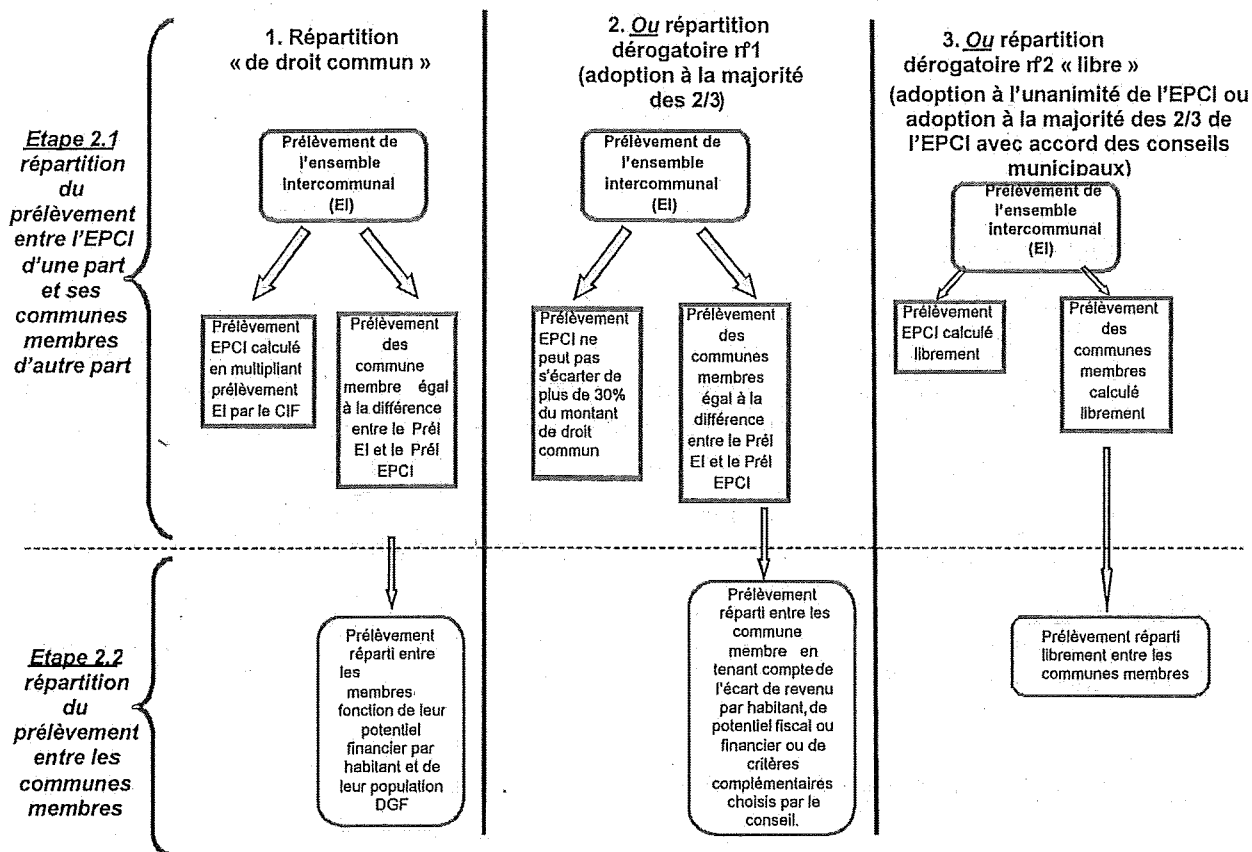 1. Répartition
« de droit commun »
2. Ou répartition
dérogatoire n°1
(adoption à la majorité
des 2/3)
3. Ou répartition
dérogatoire n°2 « libre »
(adoption à l'unanimité de l'EPCI ou
adoption à la majorité des 2/3 de
l'EPCI avec accord des conseils
municipaux)
Etape 2.1
répartition
du
prélèvement
entre l'EPCI
d'une part
et ses
communes
membres
d'autre part
Prélèvement de
l'ensemble
intercommunal
(EI)
Prélèvement
EPCI calculé
en multipliant
prélèvement
EI par le CIF
Prélèvement
des
commune
membre égal
à la différence
entre le Prél
EI et le Prél
EPCI
Prélèvement de
l'ensemble
intercommunal
(EI)
Prélèvement
EPCI ne
peut pas
s'écarter de
plus de 30%
du montant
de droit
commun
Prélèvement
des
communes
membres
égal à la
différence
entre le Prél
EI et le Prél
EPCI
Prélèvement de
l'ensemble
intercommunal
(EI)
Prélèvement
EPCI calculé
librement
Prélèvement
des
communes
membres
calculé
librement
Etape 2.2
répartition
du
prélèvement
entre les
communes
membres
Prélèvement
réparti entre
les
membres
fonction de leur
potentiel
financier par
habitant et de
leur population
DGF
Prélèvement
réparti entre les
commune
membre en
tenant compte de
l'écart de revenu
par habitant, de
potentiel fiscal ou
financier ou de
critères
complémentaires
choisis par le
conseil.
Prélèvement réparti
librement entre les
communes membres